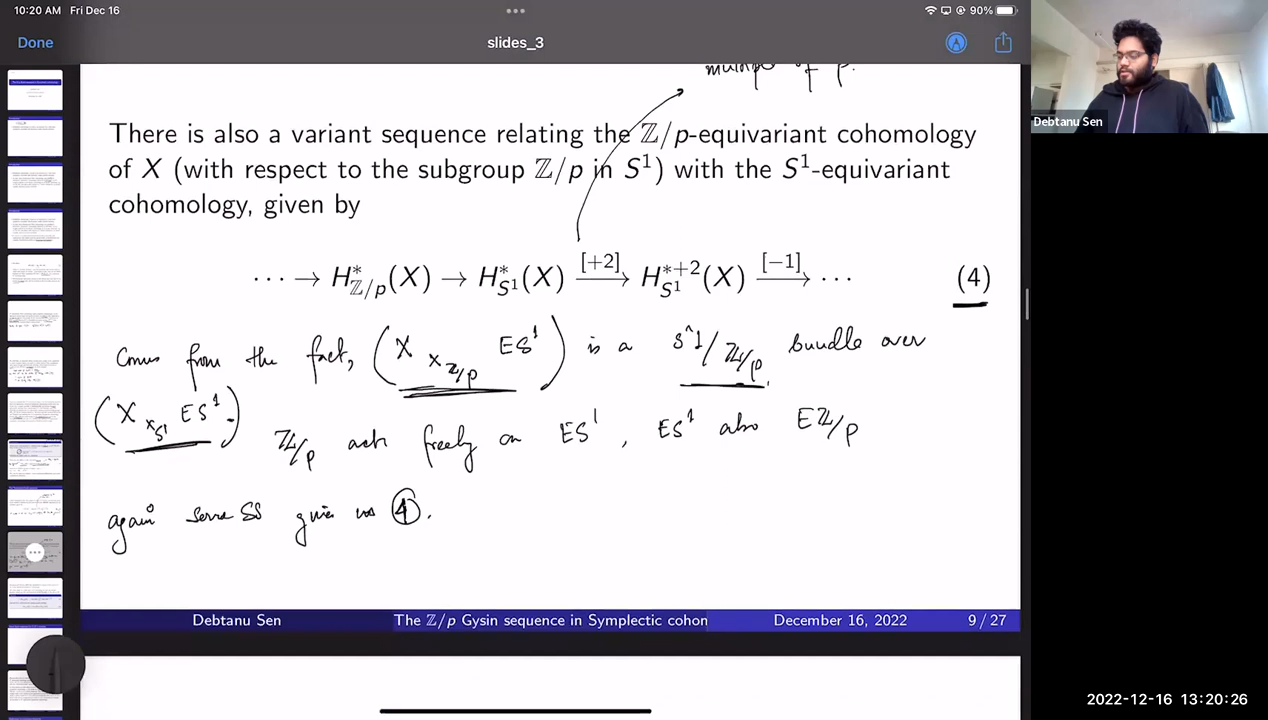 10:20 AM Fri Dec 16
90%
Done
slides_3
Debtanu Sen
of p.
There is also a variant sequence relating the ℤ/p-equivariant cohomology
of X (with respect to the subgroup ℤ/p in S¹) with the S¹-equivariant
cohomology, given by
⋯ → H*_{ℤ/p}(X) → H*_{S¹}(X) —[+2]→ H^{*+2}_{S¹}(X) —[-1]→ ⋯ (4)
Comes from the fact, (X ×_{ℤ/p} ES¹) is a S^1/ℤ/p bundle over
(X ×_{S¹} ES¹). ℤ/p acts freely on ES¹, ES¹ also Eℤ/p
again serre SS gives us ④.
Debtanu Sen The ℤ/p Gysin sequence in Symplectic cohom December 16, 2022 9 / 27
2022-12-16 13:20:26